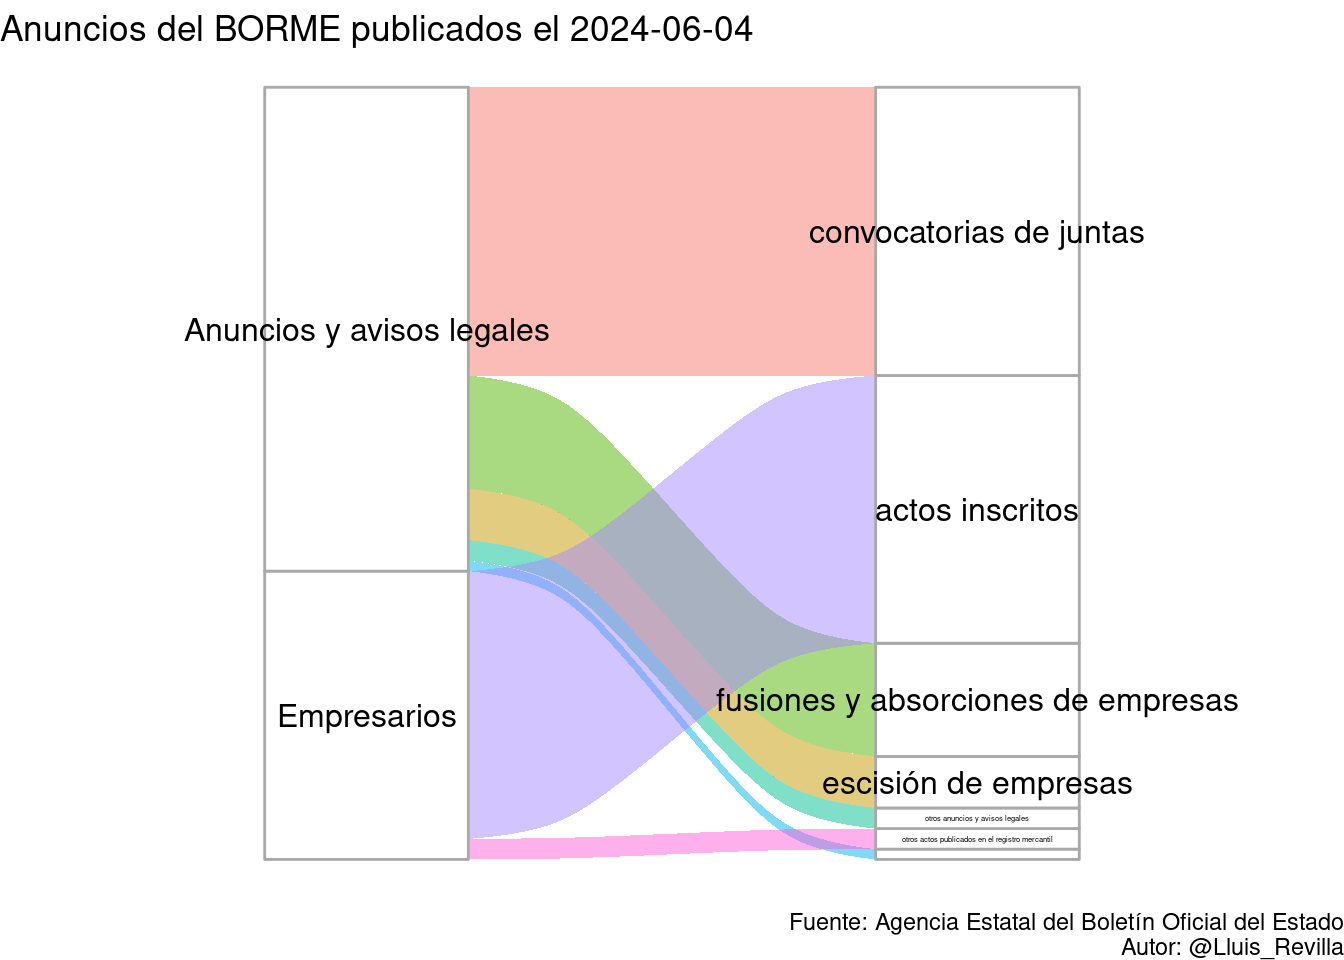 Anuncios del BORME publicados el 2024-06-04
convocatorias de juntas
Anuncios y avisos legales
actos inscritos
fusiones y absorciones de empresas
Empresarios
escisión de empresas
otros anuncios y avisos legales
otros actos publicados en el registro mercantil
Fuente: Agencia Estatal del Boletín Oficial del Estado
Autor: @Lluis_Revilla